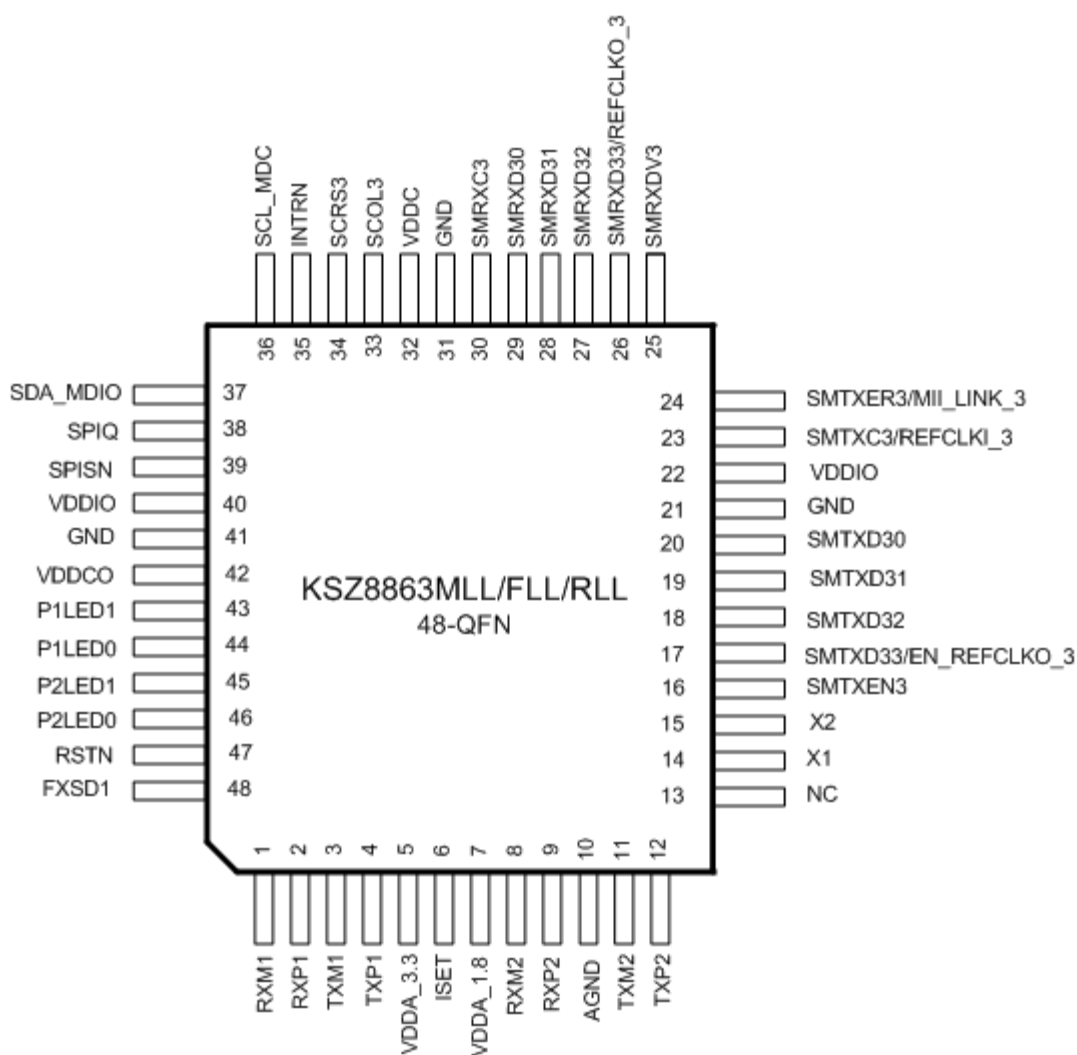 SCL_MDC
INTRN
SCRS3
SCOL3
VDDC
GND
SMRXC3
SMRXD30
SMRXD31
SMRXD32
SMRXD33/REFCLKO_3
SMRXDV3
36
35
34
33
32
31
30
29
28
27
26
25
SDA_MDIO 37
SPIQ 38
SPISN 39
VDDIO 40
GND 41
VDDCO 42
P1LED1 43
P1LED0 44
P2LED1 45
P2LED0 46
RSTN 47
FXSD1 48
KSZ8863MLL/FLL/RLL
48-QFN
24 SMTXER3/MII_LINK_3
23 SMTXC3/REFCLKI_3
22 VDDIO
21 GND
20 SMTXD30
19 SMTXD31
18 SMTXD32
17 SMTXD33/EN_REFCLKO_3
16 SMTXEN3
15 X2
14 X1
13 NC
1
2
3
4
5
6
7
8
9
10
11
12
RXM1
RXP1
TXM1
TXP1
VDDA_3.3
ISET
VDDA_1.8
RXM2
RXP2
AGND
TXM2
TXP2